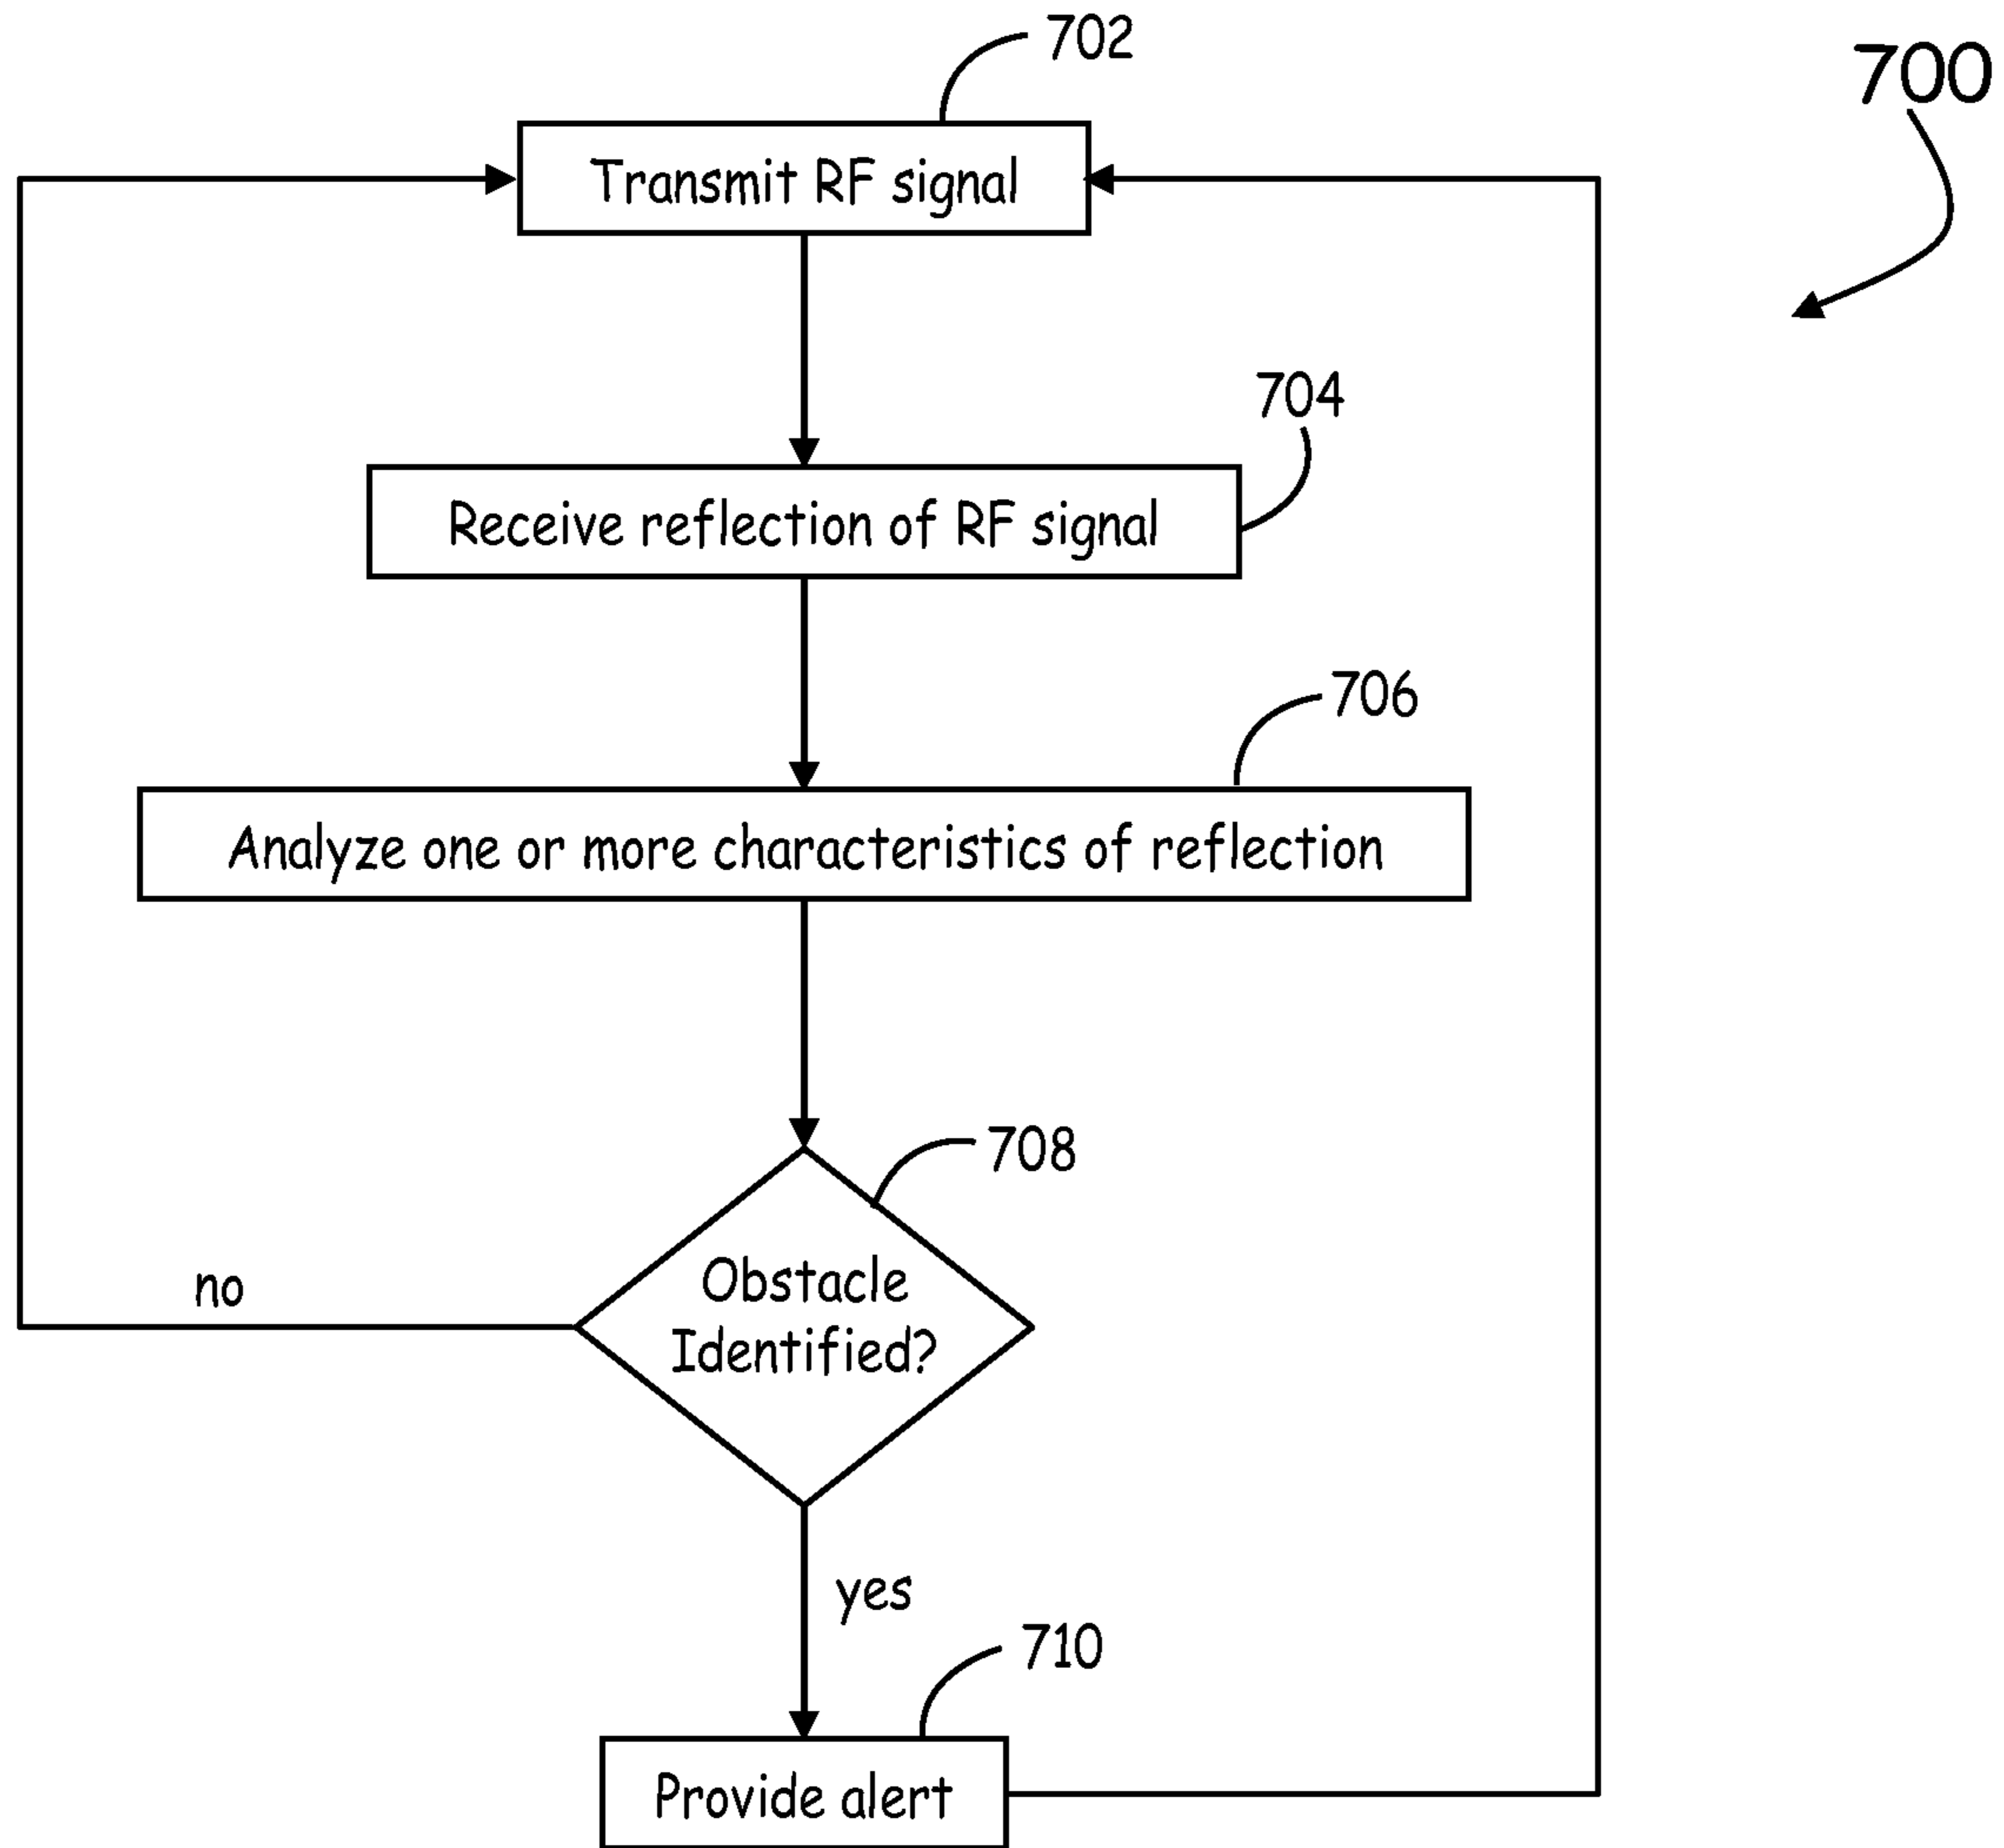 702
700
Transmit RF signal
704
Receive reflection of RF signal
706
Analyze one or more characteristics of reflection
708
Obstacle
Identified?
no
yes
710
Provide alert